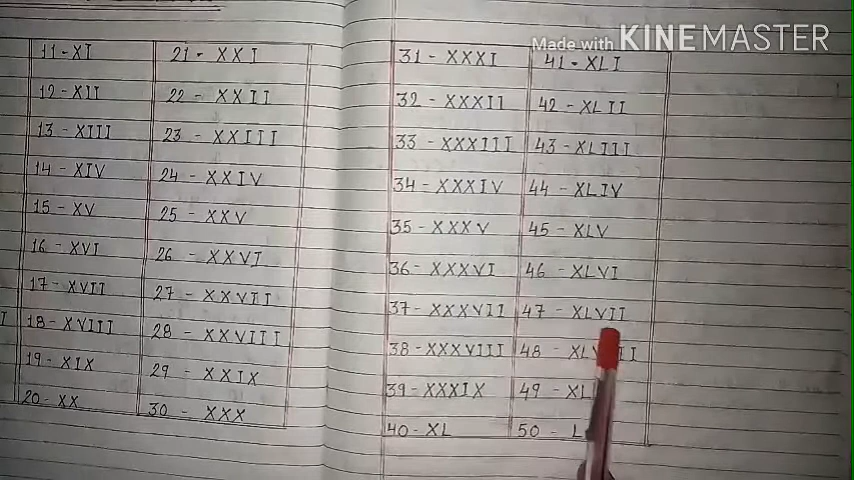 Made with KINEMASTER
11 - XI
12 - XII
13 - XIII
14 - XIV
15 - XV
16 - XVI
17 - XVII
18 - XVIII
19 - XIX
20 - XX
21 - XXI
22 - XXII
23 - XXIII
24 - XXIV
25 - XXV
26 - XXVI
27 - XXVII
28 - XXVIII
29 - XXIX
30 - XXX
31 - XXXI
32 - XXXII
33 - XXXIII
34 - XXXIV
35 - XXXV
36 - XXXVI
37 - XXXVII
38 - XXXVIII
39 - XXXIX
40 - XL
41 - XLI
42 - XLII
43 - XLIII
44 - XLIV
45 - XLV
46 - XLVI
47 - XLVII
48 -
49 -
50 - L